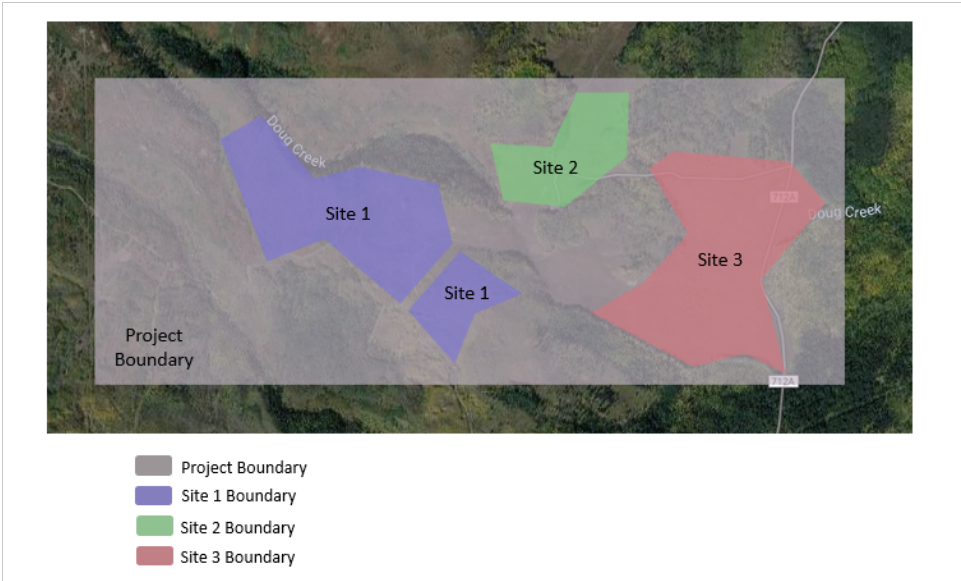 Doug Creek
Site 2
712A
Doug Creek
Site 1
Site 3
Site 1
Project
Boundary
712A
Project Boundary
Site 1 Boundary
Site 2 Boundary
Site 3 Boundary